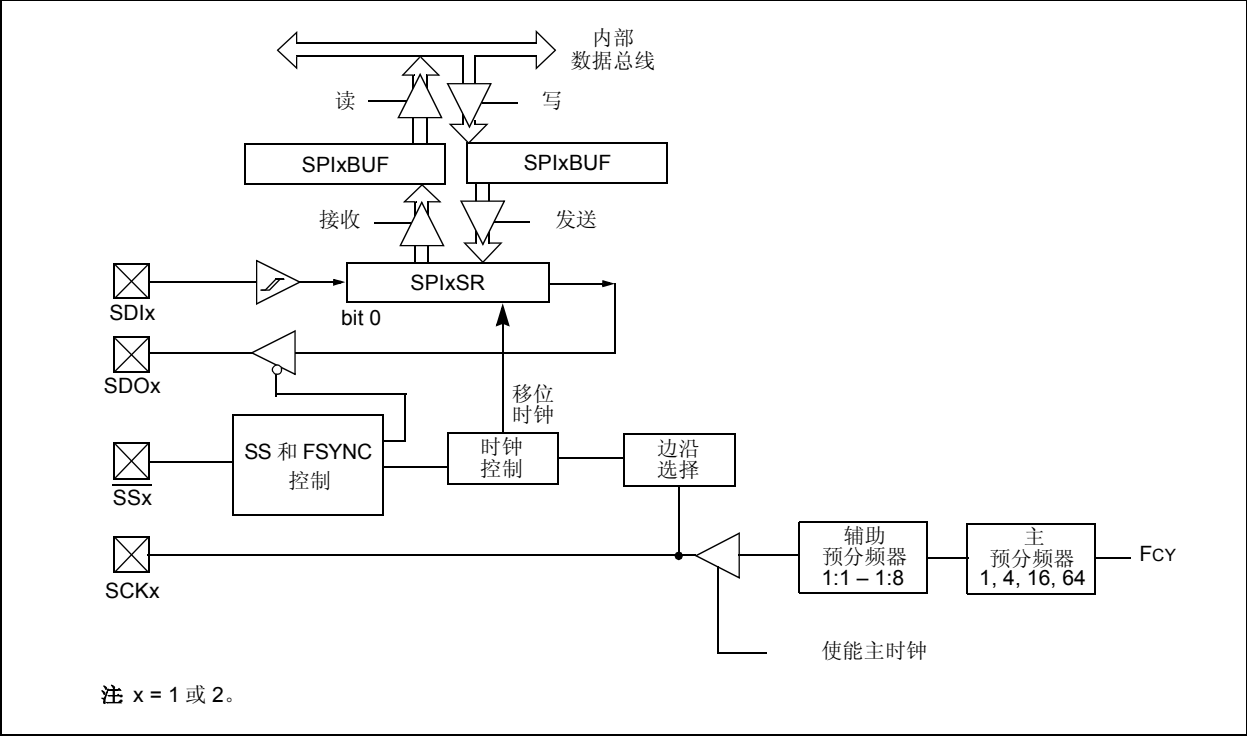 内部
数据总线
读
写
SPIxBUF
SPIxBUF
接收
发送
SDIx
SPIxSR
bit 0
SDOx
移位
时钟
SS 和 FSYNC
控制
时钟
控制
边沿
选择
SSx
SCKx
辅助
预分频器
1:1 – 1:8
主
预分频器
1, 4, 16, 64
FCY
使能主时钟
注: x = 1 或 2。